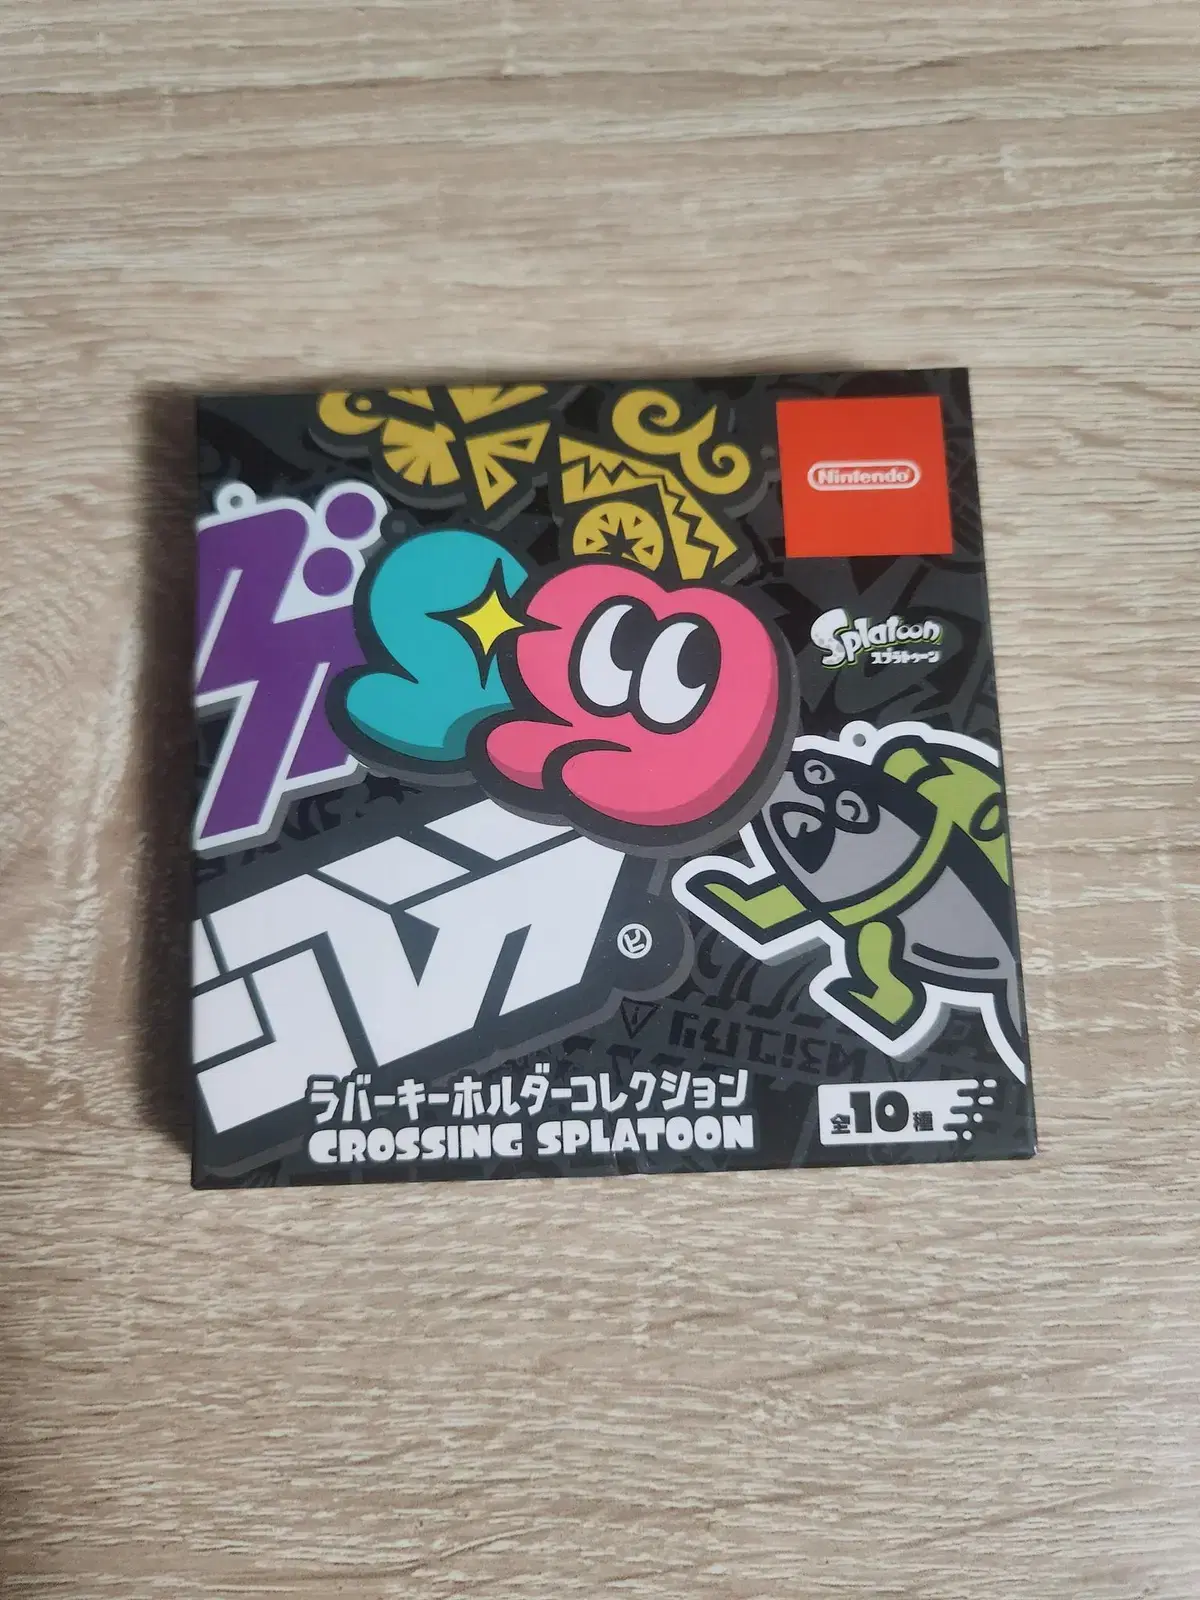 Nintendo
Splatoon
スプラトゥーン
ラバーキーホルダーコレクション
CROSSING SPLATOON
全10種